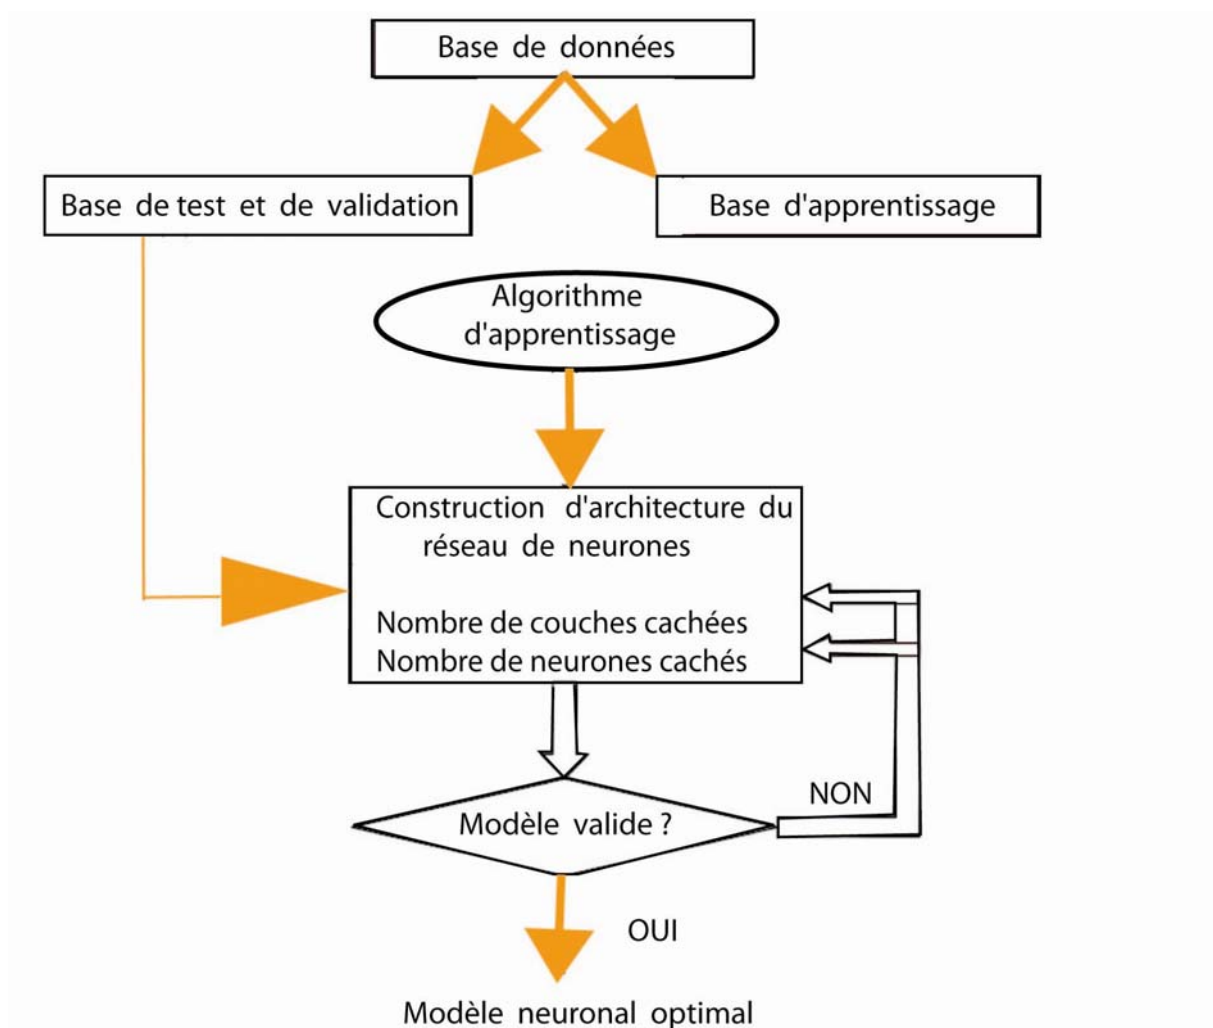 Base de données
Base de test et de validation
Base d'apprentissage
Algorithme
d'apprentissage
Construction d'architecture du
réseau de neurones
Nombre de couches cachées
Nombre de neurones cachés
NON
Modèle valide ?
OUI
Modèle neuronal optimal